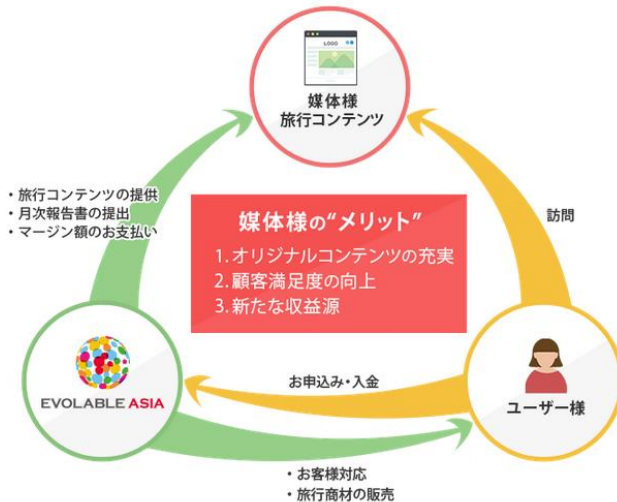 LOGO
媒体様
旅行コンテンツ
・旅行コンテンツの提供
・月次報告書の提出
・マージン額のお支払い
訪問
媒体様の“メリット”
1.オリジナルコンテンツの充実
2.顧客満足度の向上
3.新たな収益源
EVOLABLE ASIA
お申込み・入金
ユーザー様
・お客様対応
・旅行商材の販売